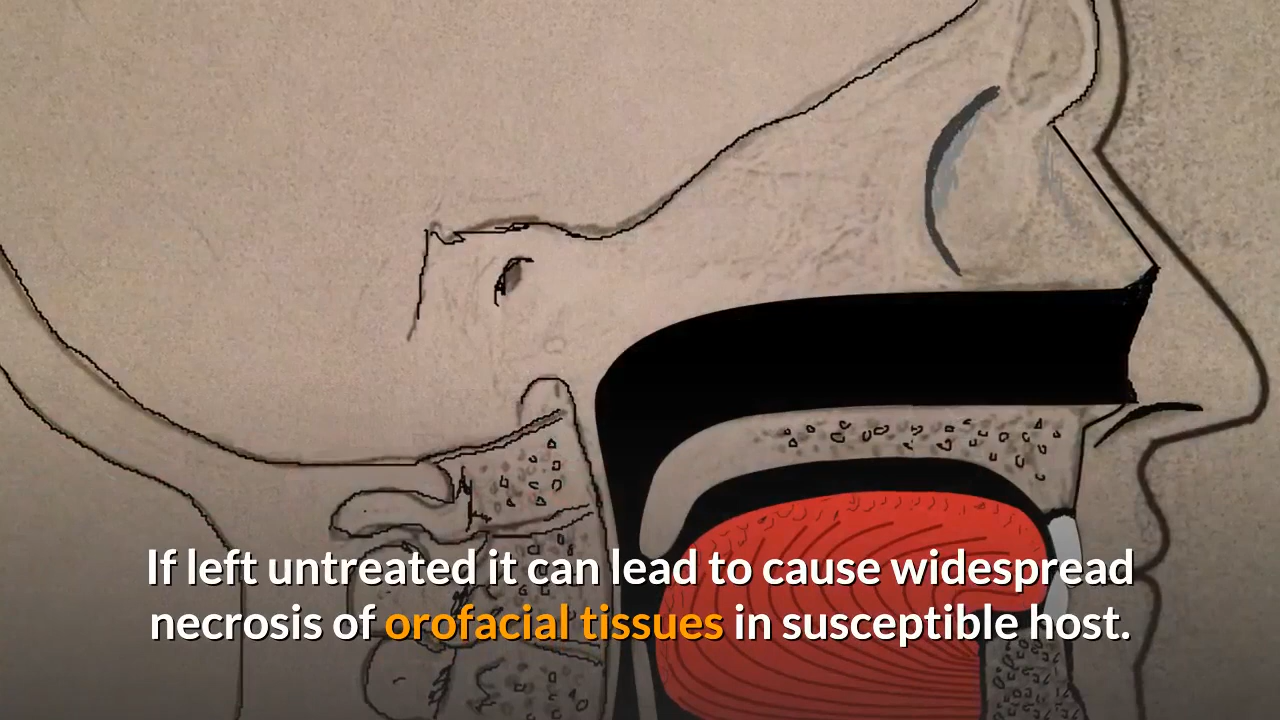 If left untreated it can lead to cause widespread
necrosis of orofacial tissues in susceptible host.